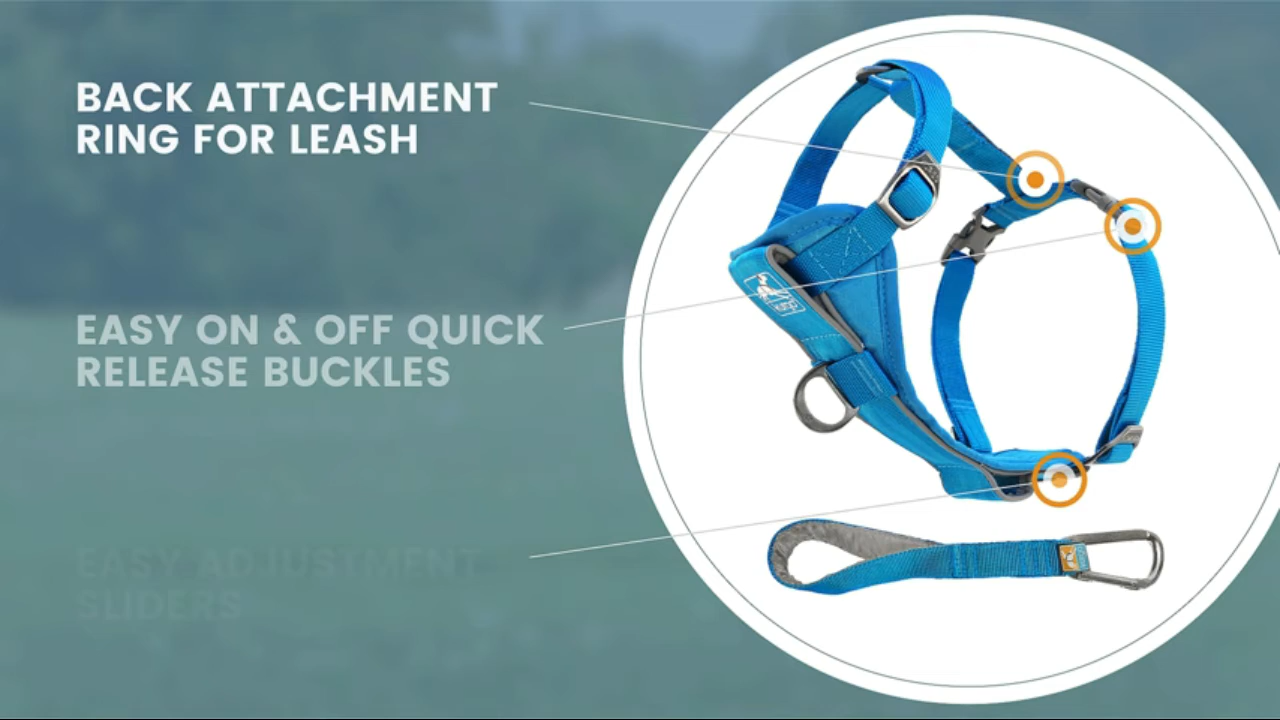 BACK ATTACHMENT
RING FOR LEASH
EASY ON & OFF QUICK
RELEASE BUCKLES
EASY ADJUSTMENT
SLIDERS